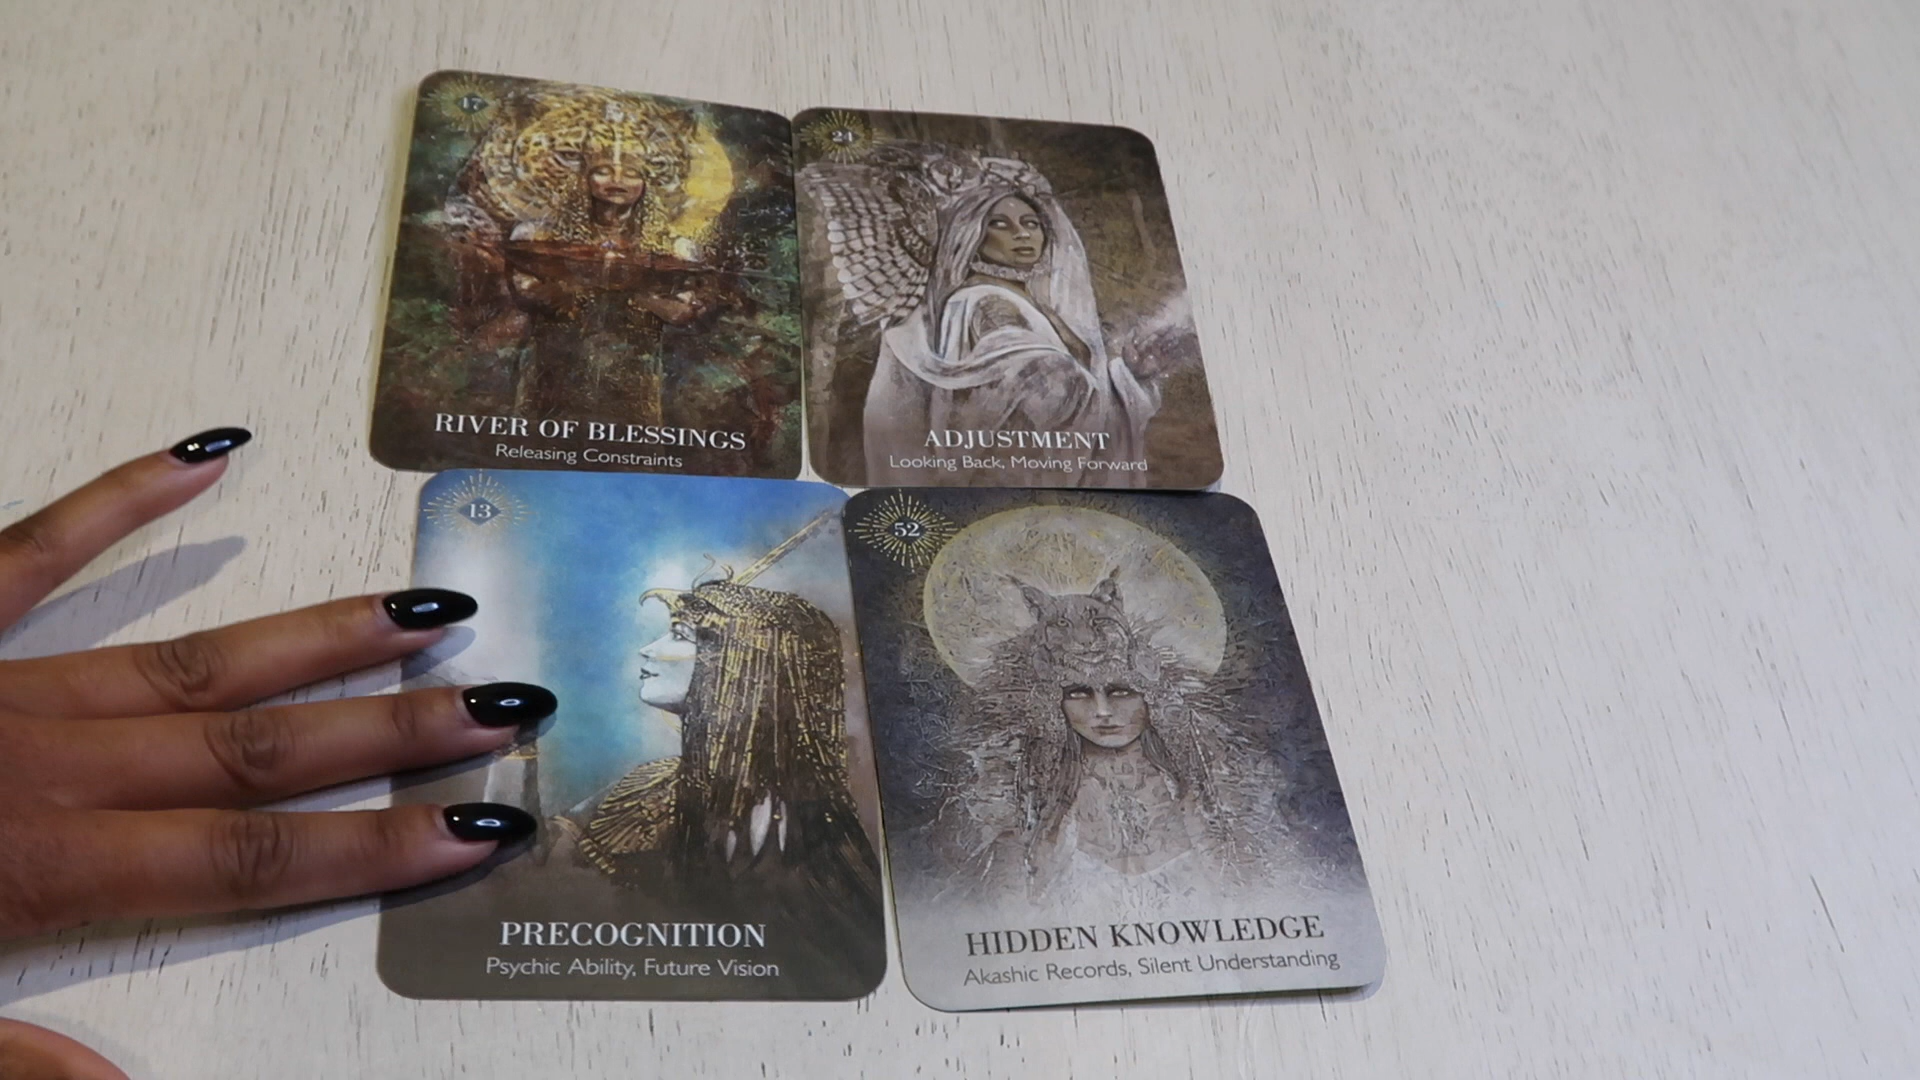 17
RIVER OF BLESSINGS
Releasing Constraints
24
ADJUSTMENT
Looking Back, Moving Forward
13
PRECOGNITION
Psychic Ability, Future Vision
52
HIDDEN KNOWLEDGE
Akashic Records, Silent Understanding